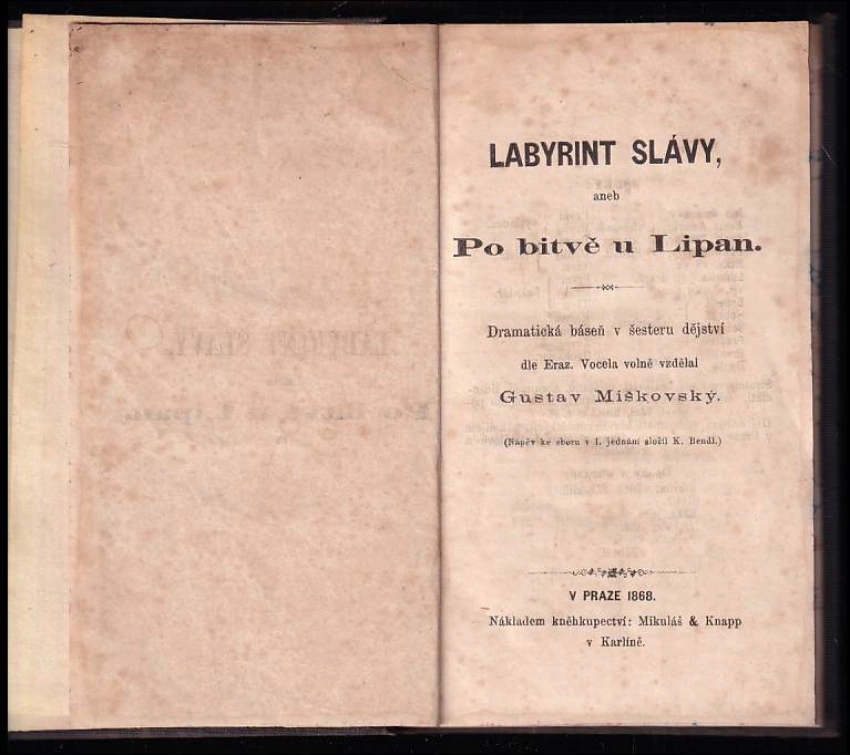 LABYRINT SLÁVY,
aneb
Po bitvě u Lipan.
Dramatická báseň v šesteru dějství
dle Eraz. Vocela volně vzdělal
Gustav Miškovský.
(Nápěv ke sboru v I. jednání složil K. Bendl.)
V PRAZE 1868.
Nákladem kněhkupectví: Mikuláš & Knapp
v Karlíně.